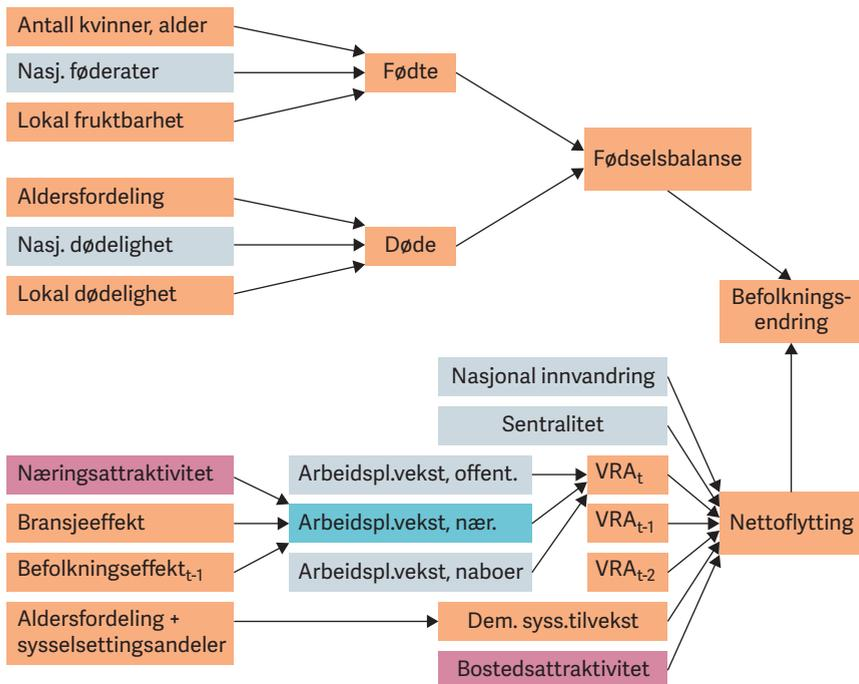 Antall kvinner, alder
Nasj. føderater
Lokal fruktbarhet
Fødte
Fødselsbalanse
Aldersfordeling
Nasj. dødelighet
Lokal dødelighet
Døde
Befolknings-
endring
Nasjonal innvandring
Sentralitet
Næringsattraktivitet
Bransjeeffekt
Befolkningseffektt-1
Aldersfordeling +
sysselsettingsandeler
Arbeidspl.vekst, offent.
Arbeidspl.vekst, nær.
Arbeidspl.vekst, naboer
VRAt
VRAt-1
VRAt-2
Dem. syss.tilvekst
Bostedsattraktivitet
Nettoflytting